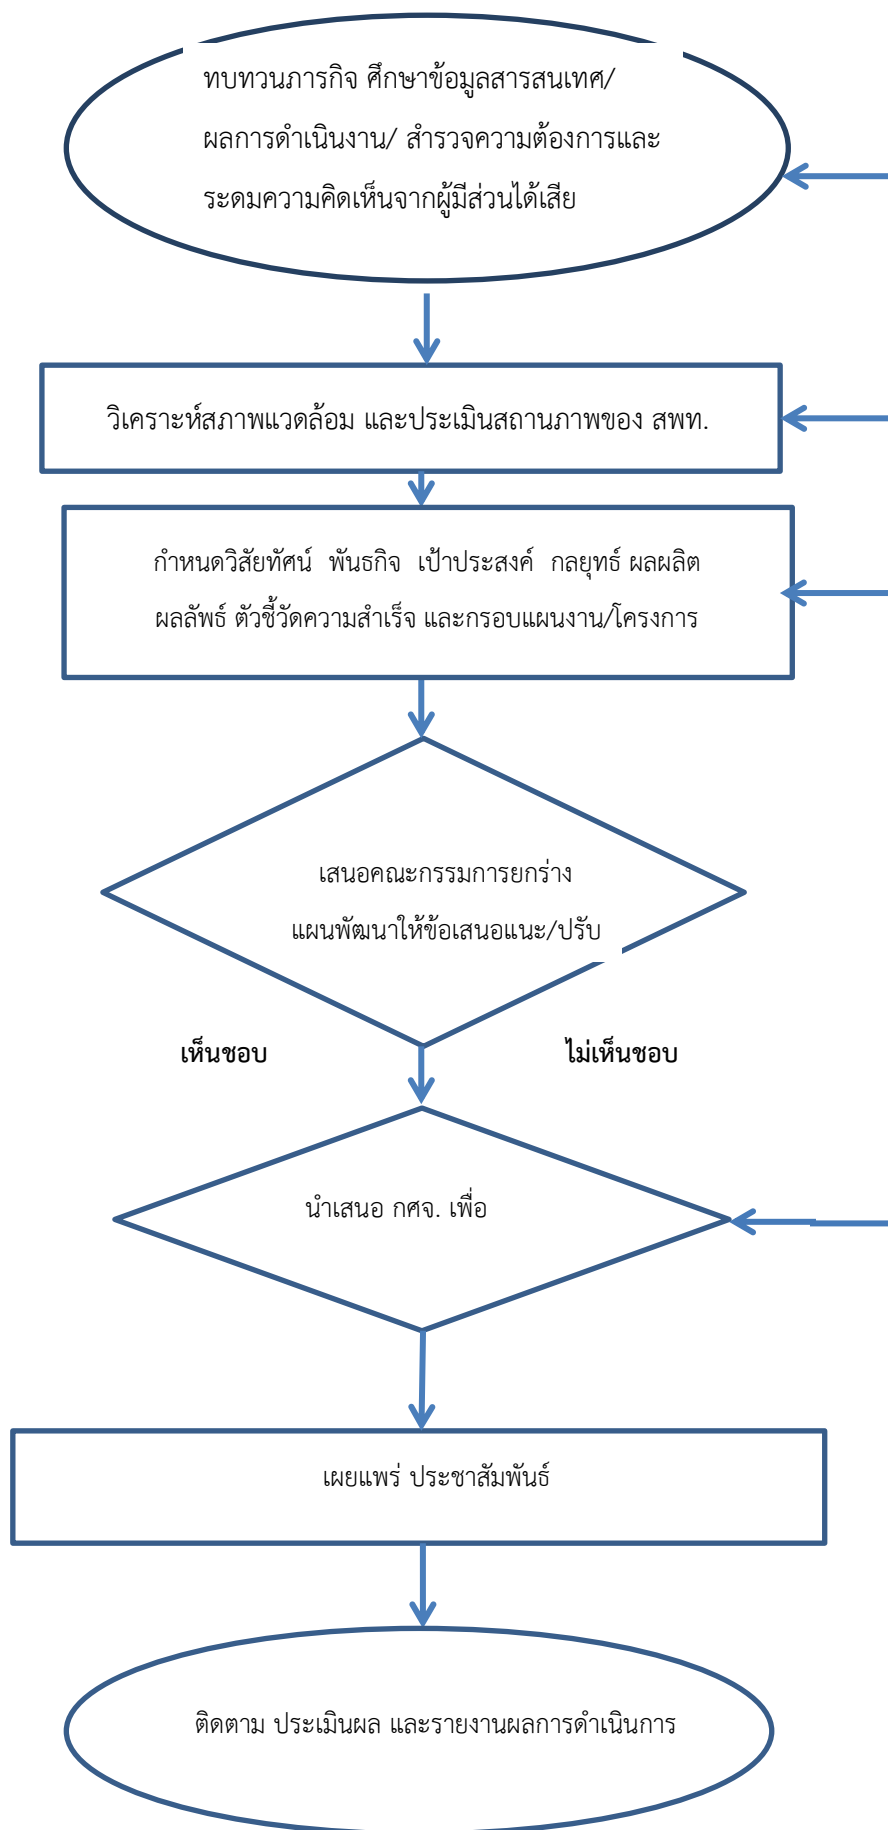 ทบทวนภารกิจ ศึกษาข้อมูลสารสนเทศ/
ผลการดำเนินงาน/ สำรวจความต้องการและ
ระดมความคิดเห็นจากผู้มีส่วนได้เสีย
วิเคราะห์สภาพแวดล้อม และประเมินสถานภาพของ สพท.
กำหนดวิสัยทัศน์ พันธกิจ เป้าประสงค์ กลยุทธ์ ผลผลิต
ผลลัพธ์ ตัวชี้วัดความสำเร็จ และกรอบแผนงาน/โครงการ
เสนอคณะกรรมการยกร่าง
แผนพัฒนาให้ข้อเสนอแนะ/ปรับ
เห็นชอบ ไม่เห็นชอบ
นำเสนอ กศจ. เพื่อ
เผยแพร่ ประชาสัมพันธ์
ติดตาม ประเมินผล และรายงานผลการดำเนินการ